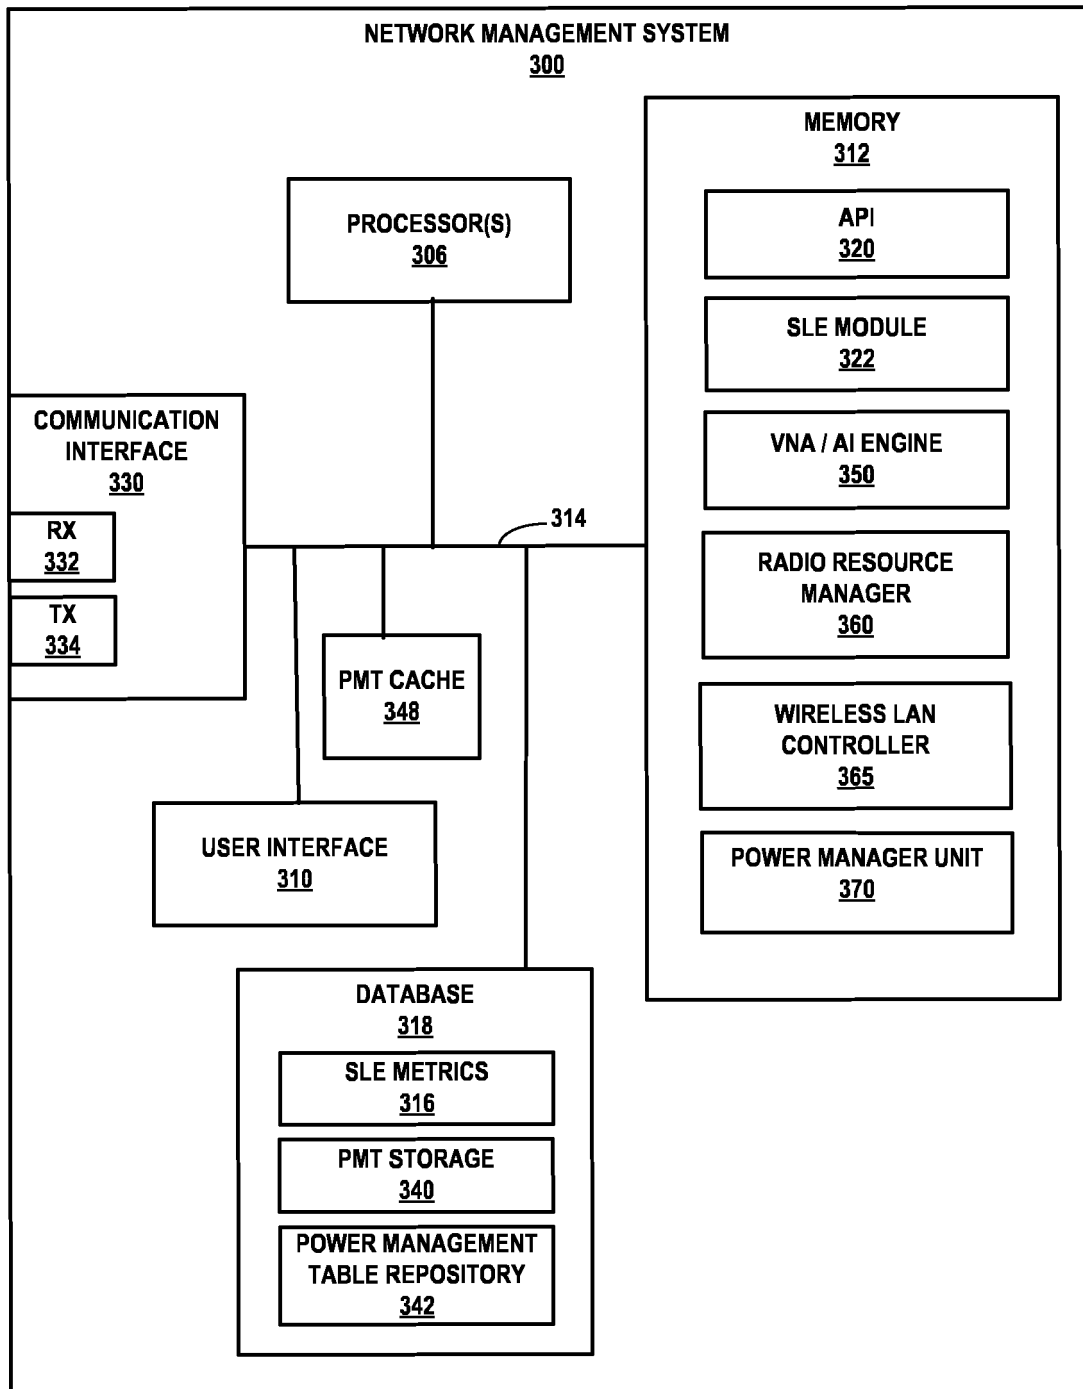 NETWORK MANAGEMENT SYSTEM
300
MEMORY
312
API
320
SLE MODULE
322
VNA / AI ENGINE
350
RADIO RESOURCE
MANAGER
360
WIRELESS LAN
CONTROLLER
365
POWER MANAGER UNIT
370
PROCESSOR(S)
306
COMMUNICATION
INTERFACE
330
RX
332
TX
334
314
PMT CACHE
348
USER INTERFACE
310
DATABASE
318
SLE METRICS
316
PMT STORAGE
340
POWER MANAGEMENT
TABLE REPOSITORY
342